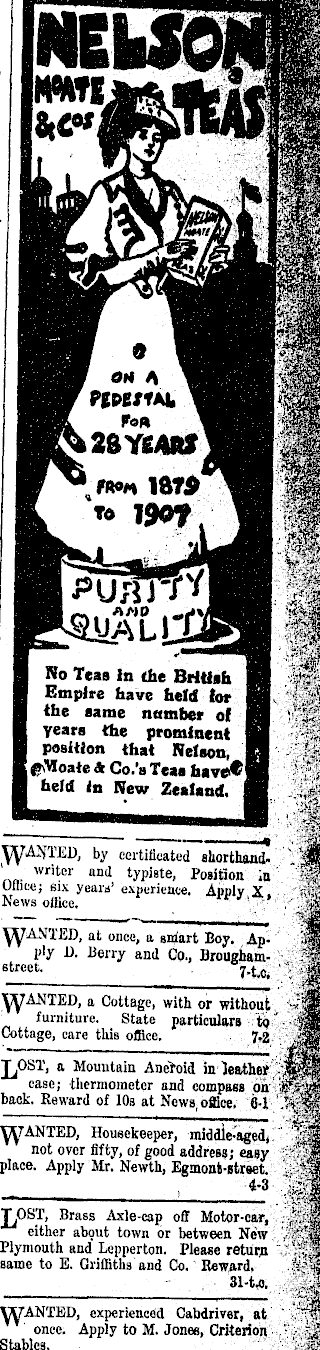 NELSON
MOATE
& COS
TEAS
NELSON
MOATE
TEAS
ON A
PEDESTAL
FOR
28 YEARS
FROM 1879
TO 1907
PURITY
AND
QUALITY
No Teas in the British
Empire have held for
the same number of
years the prominent
position that Nelson,
Moate & Co.'s Teas have
held in New Zealand.
WANTED, by certificated shorthand-
writer and typiste, Position in
Office; six years' experience. Apply X,
News office.
WANTED, at once, a smart Boy. Ap-
ply D. Berry and Co., Brougham-
street. 7-t.c.
WANTED, a Cottage, with or without
furniture. State particulars to
Cottage, care this office. 7-2
LOST, a Mountain Aneroid in leather
case; thermometer and compass on
back. Reward of 10s at News office. 6-1
WANTED, Housekeeper, middle-aged,
not over fifty, of good address; easy
place. Apply Mr. Newth, Egmont-street.
4-3
LOST, Brass Axle-cap off Motor-car,
either about town or between New
Plymouth and Lepperton. Please return
same to E. Griffiths and Co. Reward.
31-t.c.
WANTED, experienced Cabdriver, at
once. Apply to M. Jones, Criterion
Stables.